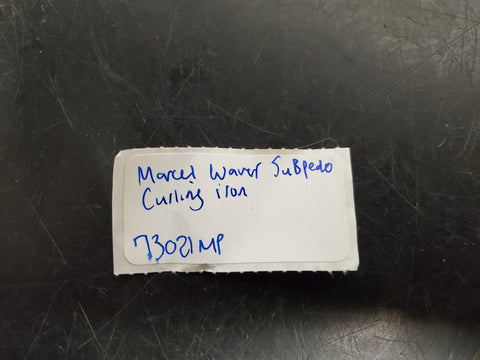 Marcel Waver SuBpedo
Curling iron
73021MP